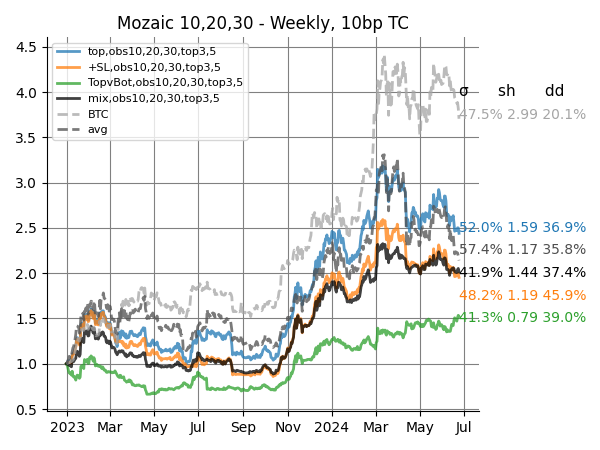 Mozaic 10,20,30 - Weekly, 10bp TC
top,obs10,20,30,top3,5
+SL,obs10,20,30,top3,5
TopvBot,obs10,20,30,top3,5
mix,obs10,20,30,top3,5
BTC
avg
4.5
4.0
3.5
3.0
2.5
2.0
1.5
1.0
0.5
σ sh dd
47.5% 2.99 20.1%
52.0% 1.59 36.9%
57.4% 1.17 35.8%
41.9% 1.44 37.4%
48.2% 1.19 45.9%
41.3% 0.79 39.0%
2023 Mar May Jul Sep Nov 2024 Mar May Jul